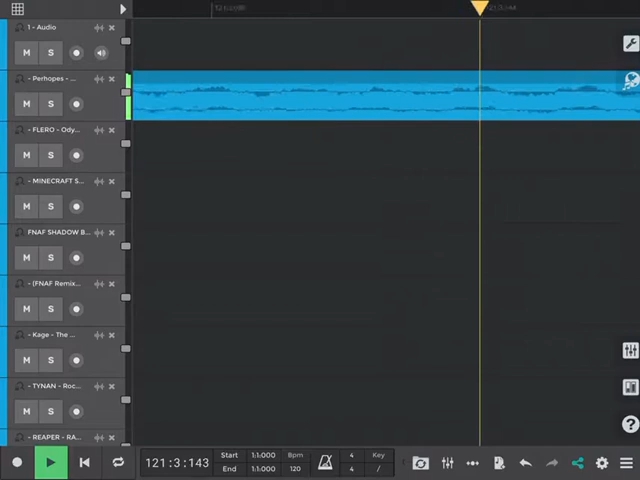 1 - Audio
M S
- Perhopes - ...
M S
- FLERO - Ody...
M S
- MINECRAFT S...
M S
FNAF SHADOW B...
M S
- (FNAF Remix...
M S
- Kage - The ...
M S
- TYNAN - Roc...
M S
- REAPER - RA...
121:3:143
Start 1:1.000 Bpm 4 Key
End 1:1.000 120 4 /
?